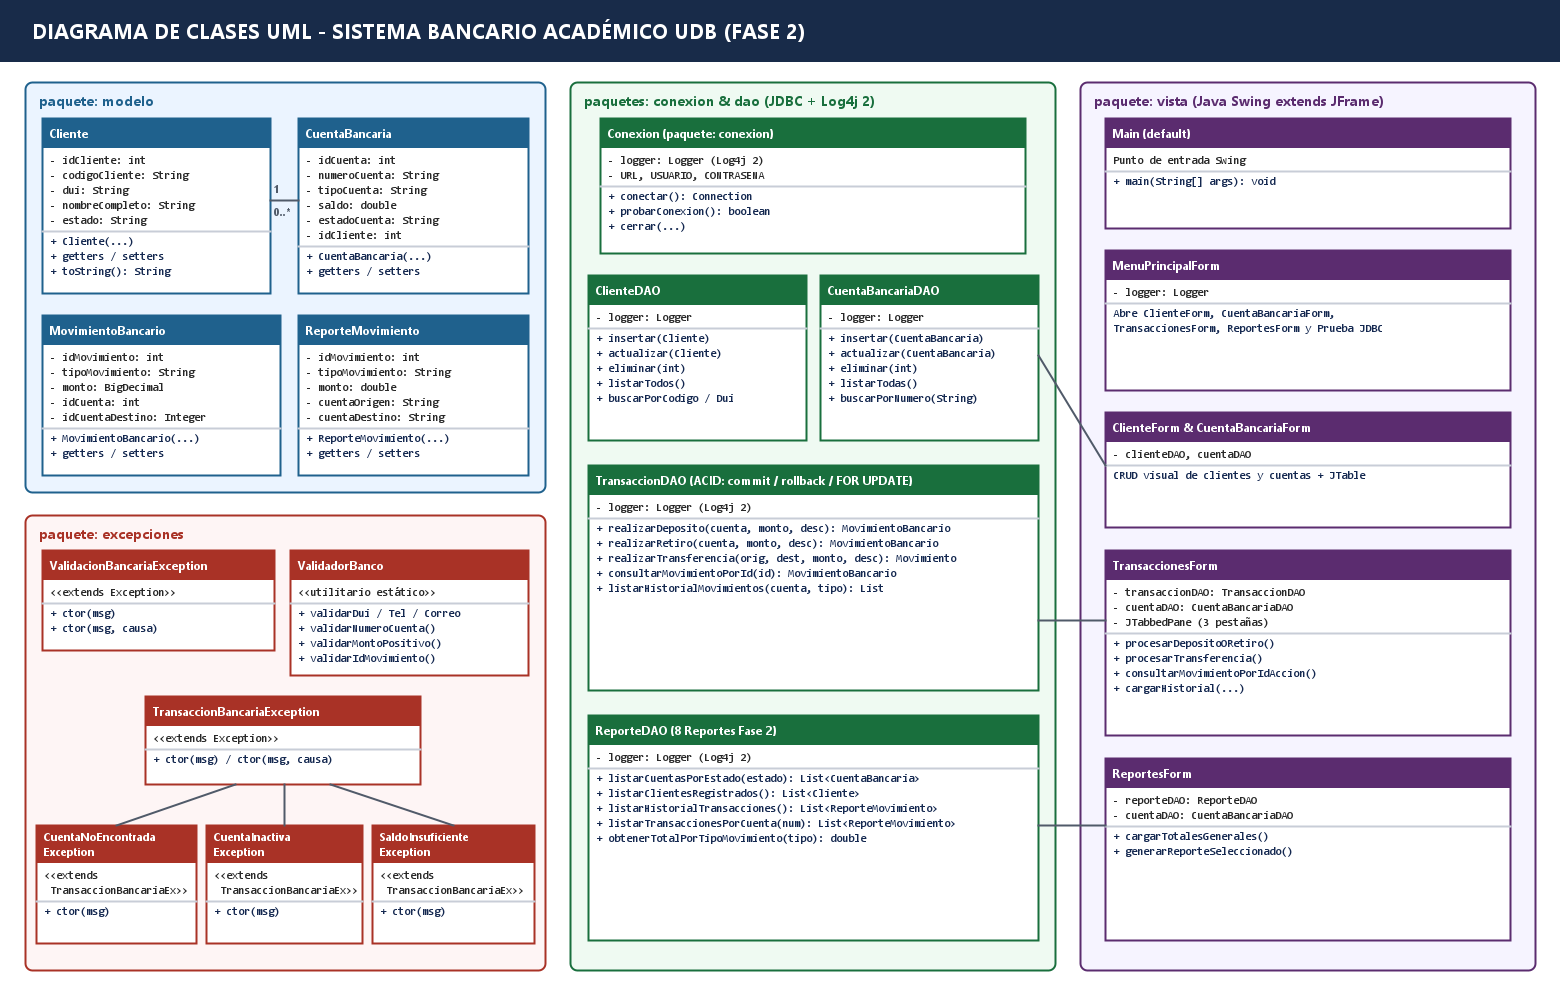 DIAGRAMA DE CLASES UML - SISTEMA BANCARIO ACADÉMICO UDB (FASE 2)
paquete: modelo
Cliente
- idCliente: int
- codigoCliente: String
- dui: String
- nombreCompleto: String
- estado: String
+ Cliente(...)
+ getters / setters
+ toString(): String
1
0..*
CuentaBancaria
- idCuenta: int
- numeroCuenta: String
- tipoCuenta: String
- saldo: double
- estadoCuenta: String
- idCliente: int
+ CuentaBancaria(...)
+ getters / setters
MovimientoBancario
- idMovimiento: int
- tipoMovimiento: String
- monto: BigDecimal
- idCuenta: int
- idCuentaDestino: Integer
+ MovimientoBancario(...)
+ getters / setters
ReporteMovimiento
- idMovimiento: int
- tipoMovimiento: String
- monto: double
- cuentaOrigen: String
- cuentaDestino: String
+ ReporteMovimiento(...)
+ getters / setters
paquete: excepciones
ValidacionBancariaException
<<extends Exception>>
+ ctor(msg)
+ ctor(msg, causa)
ValidadorBanco
<<utilitario estático>>
+ validarDui / Tel / Correo
+ validarNumeroCuenta()
+ validarMontoPositivo()
+ validarIdMovimiento()
TransaccionBancariaException
<<extends Exception>>
+ ctor(msg) / ctor(msg, causa)
CuentaNoEncontrada
Exception
<<extends
TransaccionBancariaEx>>
+ ctor(msg)
CuentaInactiva
Exception
<<extends
TransaccionBancariaEx>>
+ ctor(msg)
SaldoInsuficiente
Exception
<<extends
TransaccionBancariaEx>>
+ ctor(msg)
paquetes: conexion & dao (JDBC + Log4j 2)
Conexion (paquete: conexion)
- logger: Logger (Log4j 2)
- URL, USUARIO, CONTRASENA
+ conectar(): Connection
+ probarConexion(): boolean
+ cerrar(...)
ClienteDAO
- logger: Logger
+ insertar(Cliente)
+ actualizar(Cliente)
+ eliminar(int)
+ listarTodos()
+ buscarPorCodigo / Dui
CuentaBancariaDAO
- logger: Logger
+ insertar(CuentaBancaria)
+ actualizar(CuentaBancaria)
+ eliminar(int)
+ listarTodas()
+ buscarPorNumero(String)
TransaccionDAO (ACID: commit / rollback / FOR UPDATE)
- logger: Logger (Log4j 2)
+ realizarDeposito(cuenta, monto, desc): MovimientoBancario
+ realizarRetiro(cuenta, monto, desc): MovimientoBancario
+ realizarTransferencia(orig, dest, monto, desc): Movimiento
+ consultarMovimientoPorId(id): MovimientoBancario
+ listarHistorialMovimientos(cuenta, tipo): List
ReporteDAO (8 Reportes Fase 2)
- logger: Logger (Log4j 2)
+ listarCuentasPorEstado(estado): List<CuentaBancaria>
+ listarClientesRegistrados(): List<Cliente>
+ listarHistorialTransacciones(): List<ReporteMovimiento>
+ listarTransaccionesPorCuenta(num): List<ReporteMovimiento>
+ obtenerTotalPorTipoMovimiento(tipo): double
paquete: vista (Java Swing extends JFrame)
Main (default)
Punto de entrada Swing
+ main(String[] args): void
MenuPrincipalForm
- logger: Logger
Abre ClienteForm, CuentaBancariaForm,
TransaccionesForm, ReportesForm y Prueba JDBC
ClienteForm & CuentaBancariaForm
- clienteDAO, cuentaDAO
CRUD visual de clientes y cuentas + JTable
TransaccionesForm
- transaccionDAO: TransaccionDAO
- cuentaDAO: CuentaBancariaDAO
- JTabbedPane (3 pestañas)
+ procesarDepositoORetiro()
+ procesarTransferencia()
+ consultarMovimientoPorIdAccion()
+ cargarHistorial(...)
ReportesForm
- reporteDAO: ReporteDAO
- cuentaDAO: CuentaBancariaDAO
+ cargarTotalesGenerales()
+ generarReporteSeleccionado()